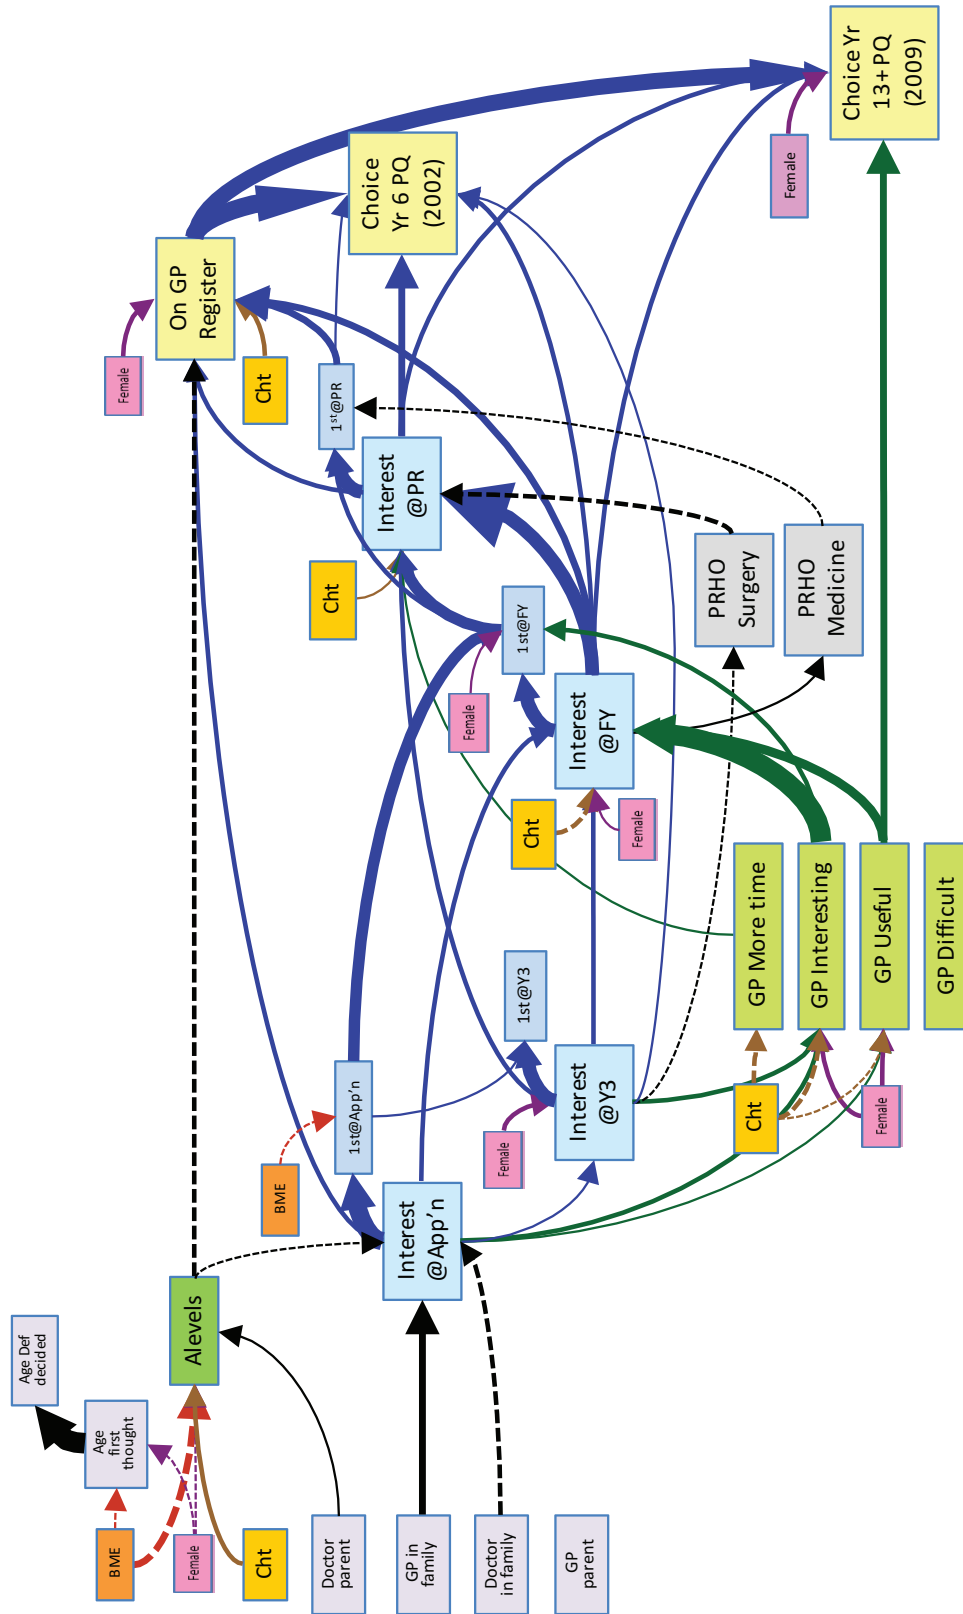 BME
Female
Cht
Doctor
parent
GP in
family
Doctor
in family
GP
parent
Age
first
thought
Age Def
decided
Alevels
BME
1st@App'n
Interest
@App'n
Female
Interest
@Y3
1st@Y3
Cht
Female
GP More time
GP Interesting
GP Useful
GP Difficult
Cht
Female
Interest
@FY
Female
1st@FY
PRHO
Surgery
PRHO
Medicine
Cht
Interest
@PR
1st@PR
Female
Cht
On GP
Register
Choice
Yr 6 PQ
(2002)
Female
Choice Yr
13+ PQ
(2009)